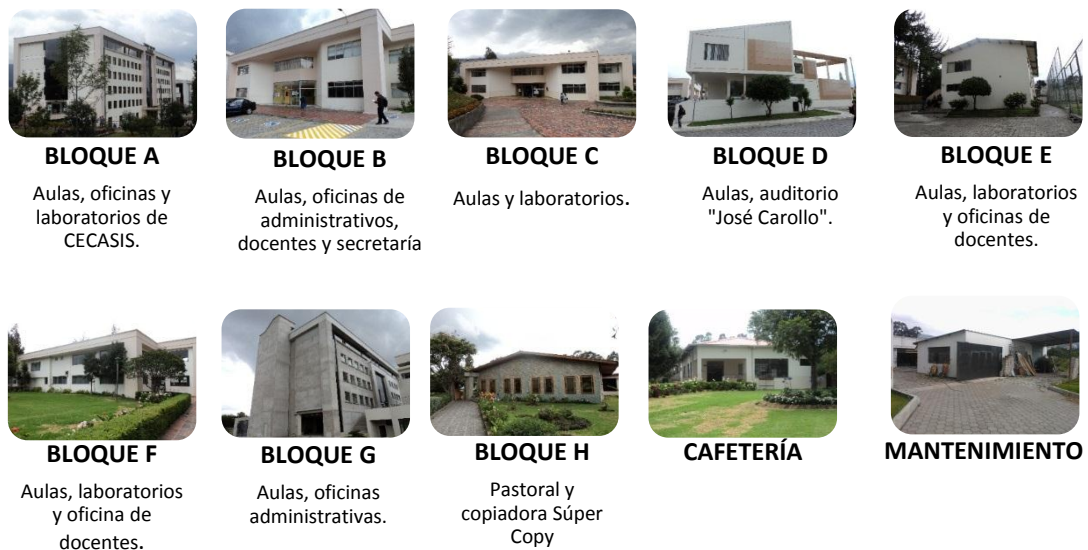 BLOQUE A
Aulas, oficinas y
laboratorios de
CECASIS.
BLOQUE B
Aulas, oficinas de
administrativos,
docentes y secretaría
BLOQUE C
Aulas y laboratorios.
BLOQUE D
Aulas, auditorio
"José Carollo".
BLOQUE E
Aulas, laboratorios
y oficinas de
docentes.
BLOQUE F
Aulas, laboratorios
y oficina de
docentes.
BLOQUE G
Aulas, oficinas
administrativas.
BLOQUE H
Pastoral y
copiadora Súper
Copy
CAFETERÍA
MANTENIMIENTO